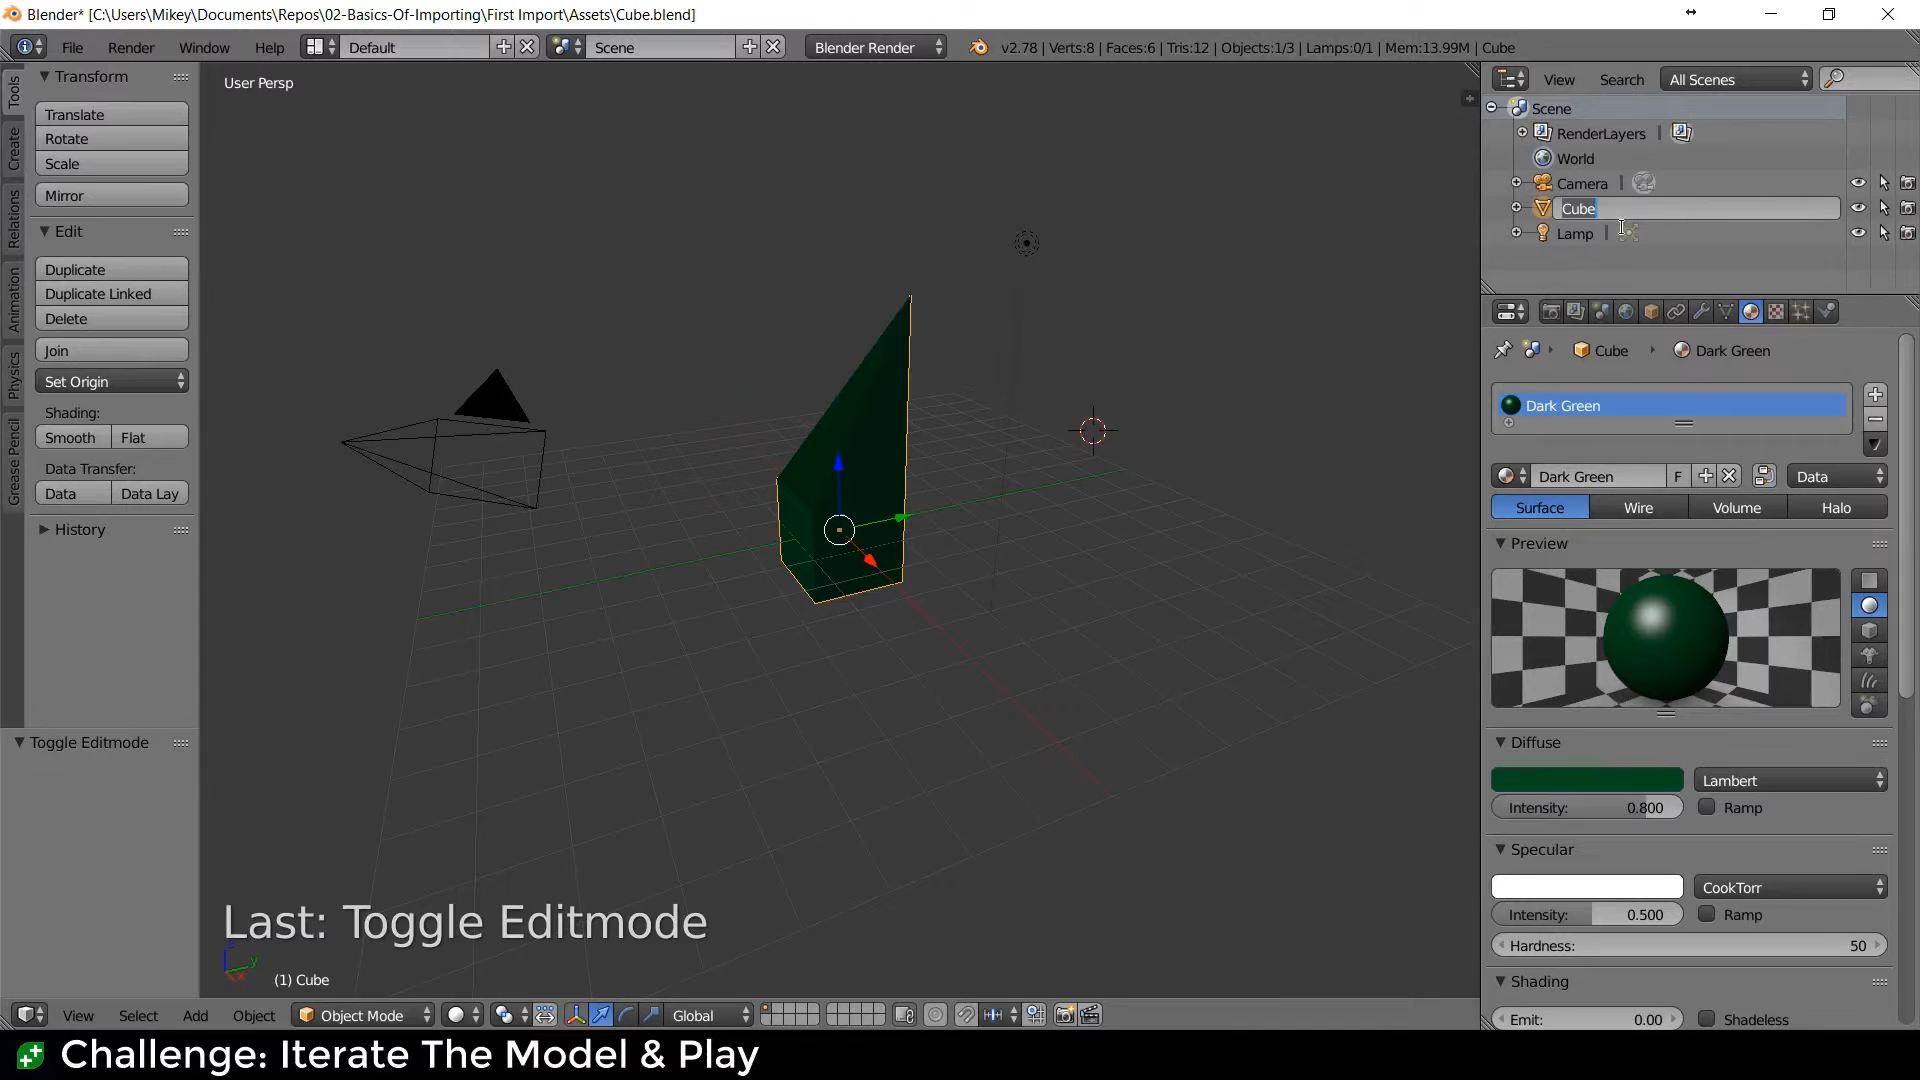 Blender* [C:\Users\Mikey\Documents\Repos\02-Basics-Of-Importing\First Import\Assets\Cube.blend]
File Render Window Help Default Scene Blender Render v2.78 | Verts:8 | Faces:6 | Tris:12 | Objects:1/3 | Lamps:0/1 | Mem:13.99M | Cube
Tools
Create
Relations
Animation
Physics
Grease Pencil
Transform
Translate
Rotate
Scale
Mirror
Edit
Duplicate
Duplicate Linked
Delete
Join
Set Origin
Shading:
Smooth Flat
Data Transfer:
Data Data Lay
History
Toggle Editmode
User Persp
Last: Toggle Editmode
z
y
x
(1) Cube
View Select Add Object Object Mode Global
View Search All Scenes
Scene
RenderLayers
World
Camera
Cube
Lamp
Cube Dark Green
Dark Green
Dark Green F Data
Surface Wire Volume Halo
Preview
Diffuse
Lambert
Intensity: 0.800 Ramp
Specular
CookTorr
Intensity: 0.500 Ramp
Hardness: 50
Shading
Emit: 0.00 Shadeless
Challenge: Iterate The Model & Play